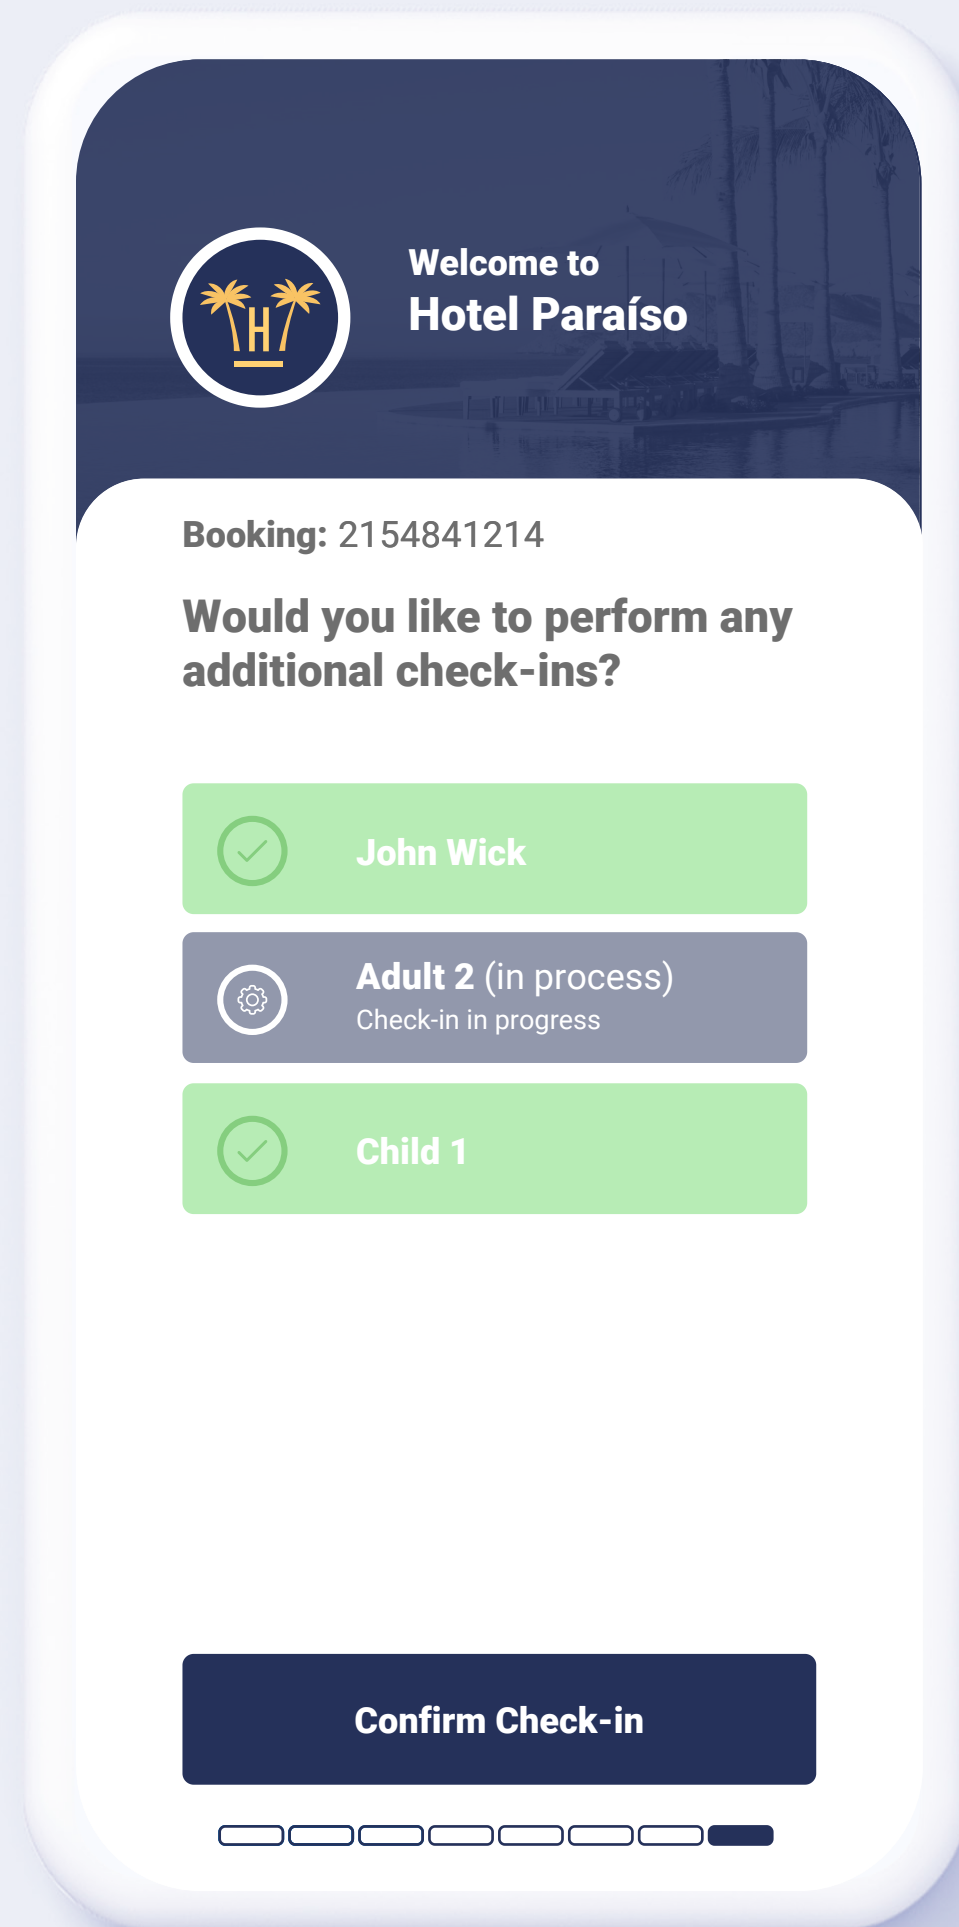 H
Welcome to
Hotel Paraíso
Booking: 2154841214
Would you like to perform any
additional check-ins?
John Wick
Adult 2 (in process)
Check-in in progress
Child 1
Confirm Check-in